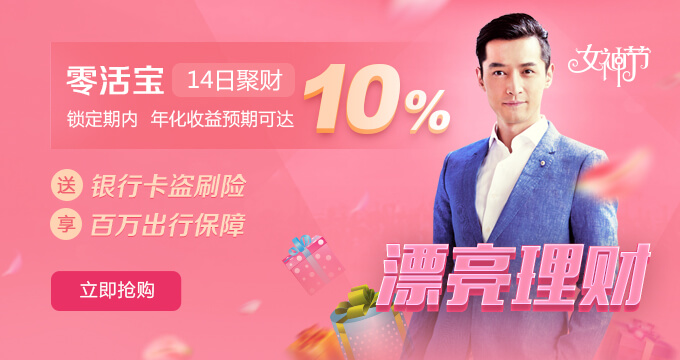 女神节
零活宝 14日聚财
锁定期内 年化收益预期可达
10%
送 银行卡盗刷险
享 百万出行保障
漂亮理财
立即抢购